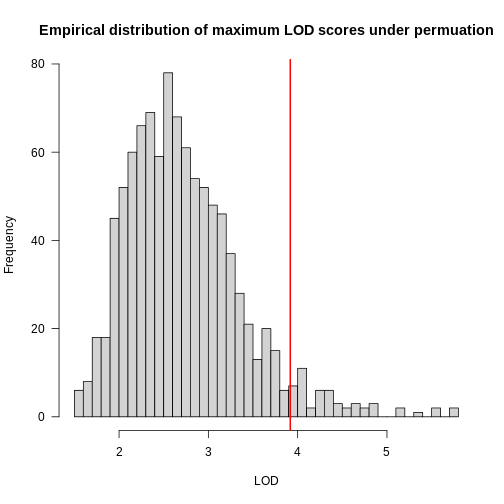 Empirical distribution of maximum LOD scores under permuation
80
60
40
20
0
Frequency
2 3 4 5
LOD